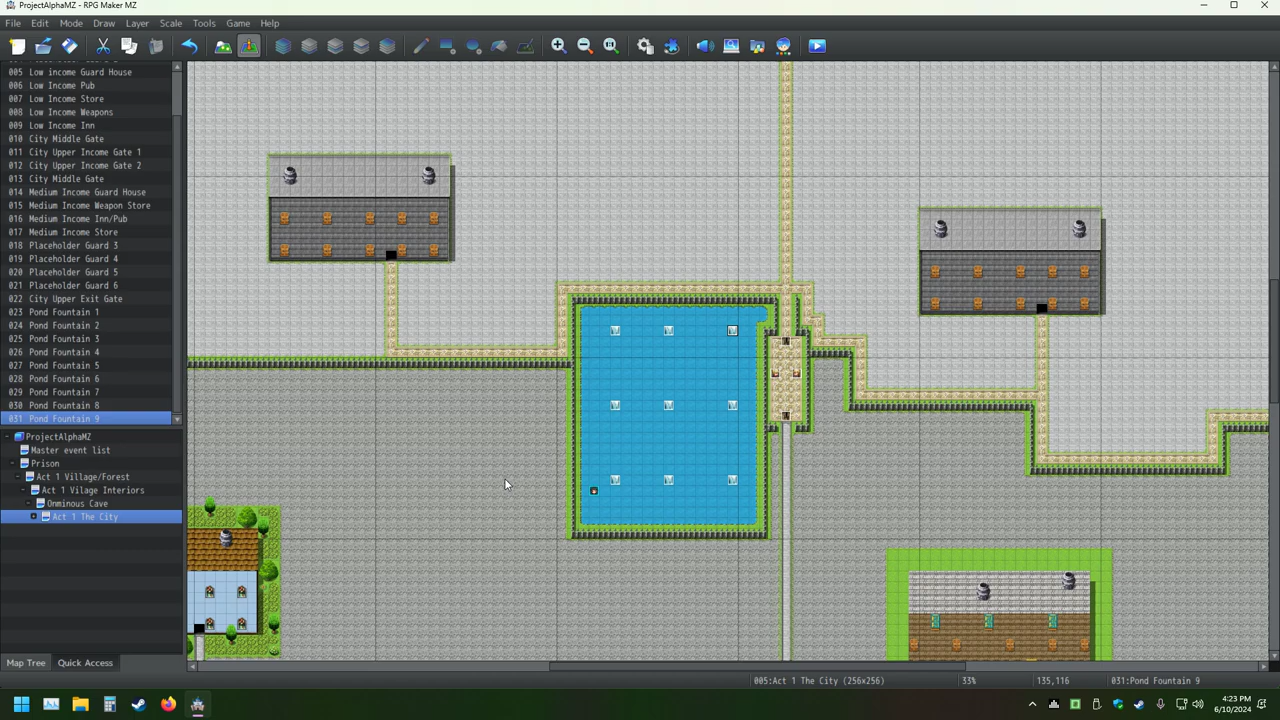 ProjectAlphaMZ - RPG Maker MZ
File Edit Mode Draw Layer Scale Tools Game Help
005 Low Income Guard House
006 Low Income Pub
007 Low Income Store
008 Low Income Weapons
009 Low Income Inn
010 City Middle Gate
011 City Upper Income Gate 1
012 City Upper Income Gate 2
013 City Middle Gate
014 Medium Income Guard House
015 Medium Income Weapon Store
016 Medium Income Inn/Pub
017 Medium Income Store
018 Placeholder Guard 3
019 Placeholder Guard 4
020 Placeholder Guard 5
021 Placeholder Guard 6
022 City Upper Exit Gate
023 Pond Fountain 1
024 Pond Fountain 2
025 Pond Fountain 3
026 Pond Fountain 4
027 Pond Fountain 5
028 Pond Fountain 6
029 Pond Fountain 7
030 Pond Fountain 8
031 Pond Fountain 9
ProjectAlphaMZ
Master event list
Prison
Act 1 Village/Forest
Act 1 Vilage Interiors
Onminous Cave
Act 1 The City
Map Tree Quick Access
005:Act 1 The City (256x256) 33% 135,116 031:Pond Fountain 9
4:23 PM
6/10/2024